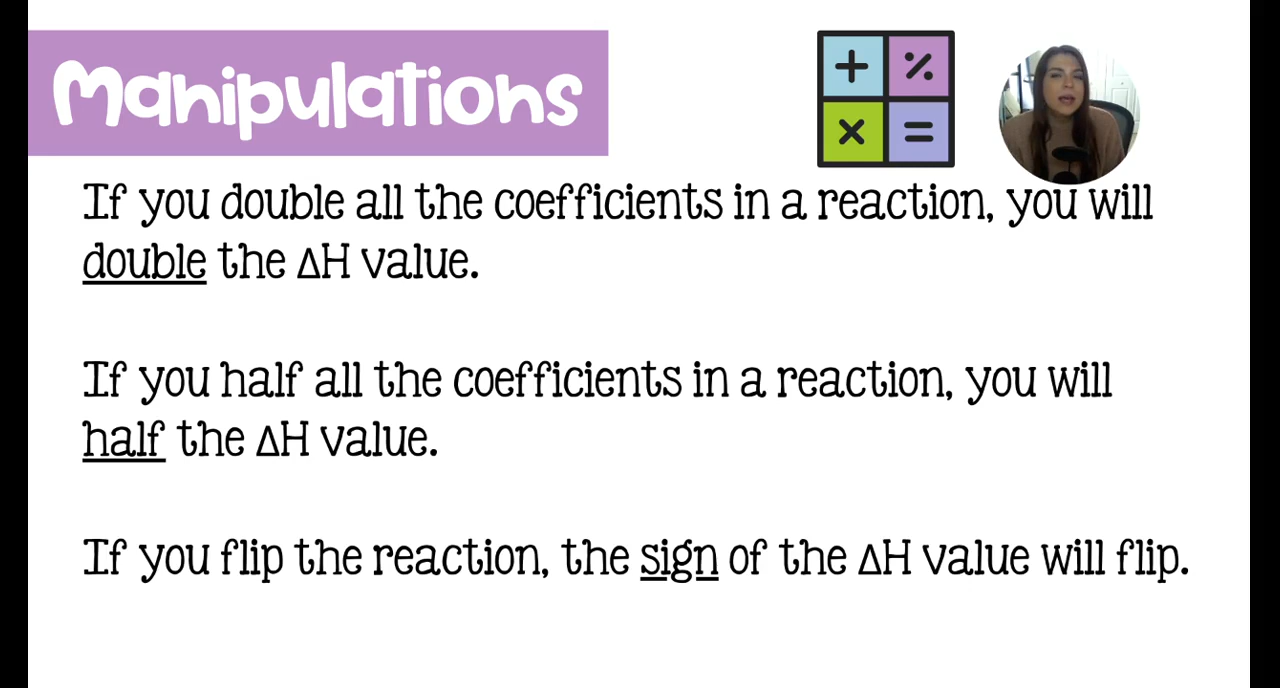 Manipulations
+ %
× =
If you double all the coefficients in a reaction, you will
double the ΔH value.
If you half all the coefficients in a reaction, you will
half the ΔH value.
If you flip the reaction, the sign of the ΔH value will flip.